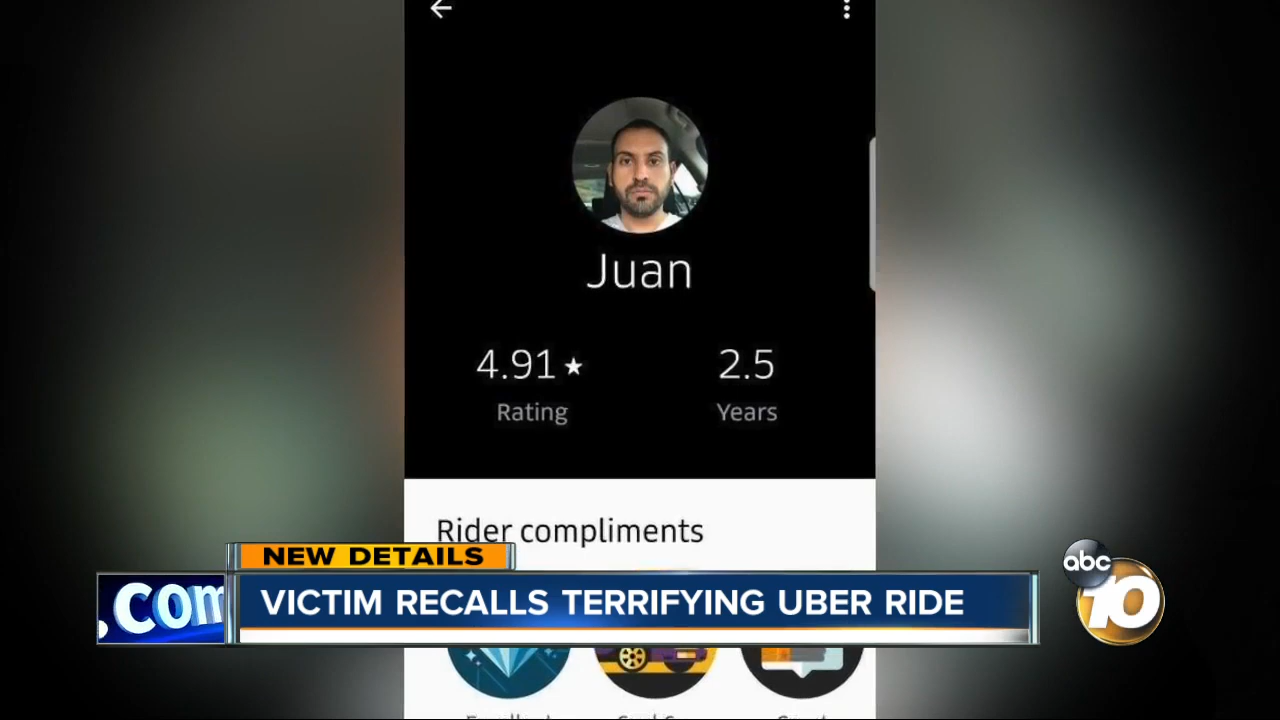 Juan
4.91★ 2.5
Rating Years
Rider compliments
NEW DETAILS
.COM
VICTIM RECALLS TERRIFYING UBER RIDE
abc
10